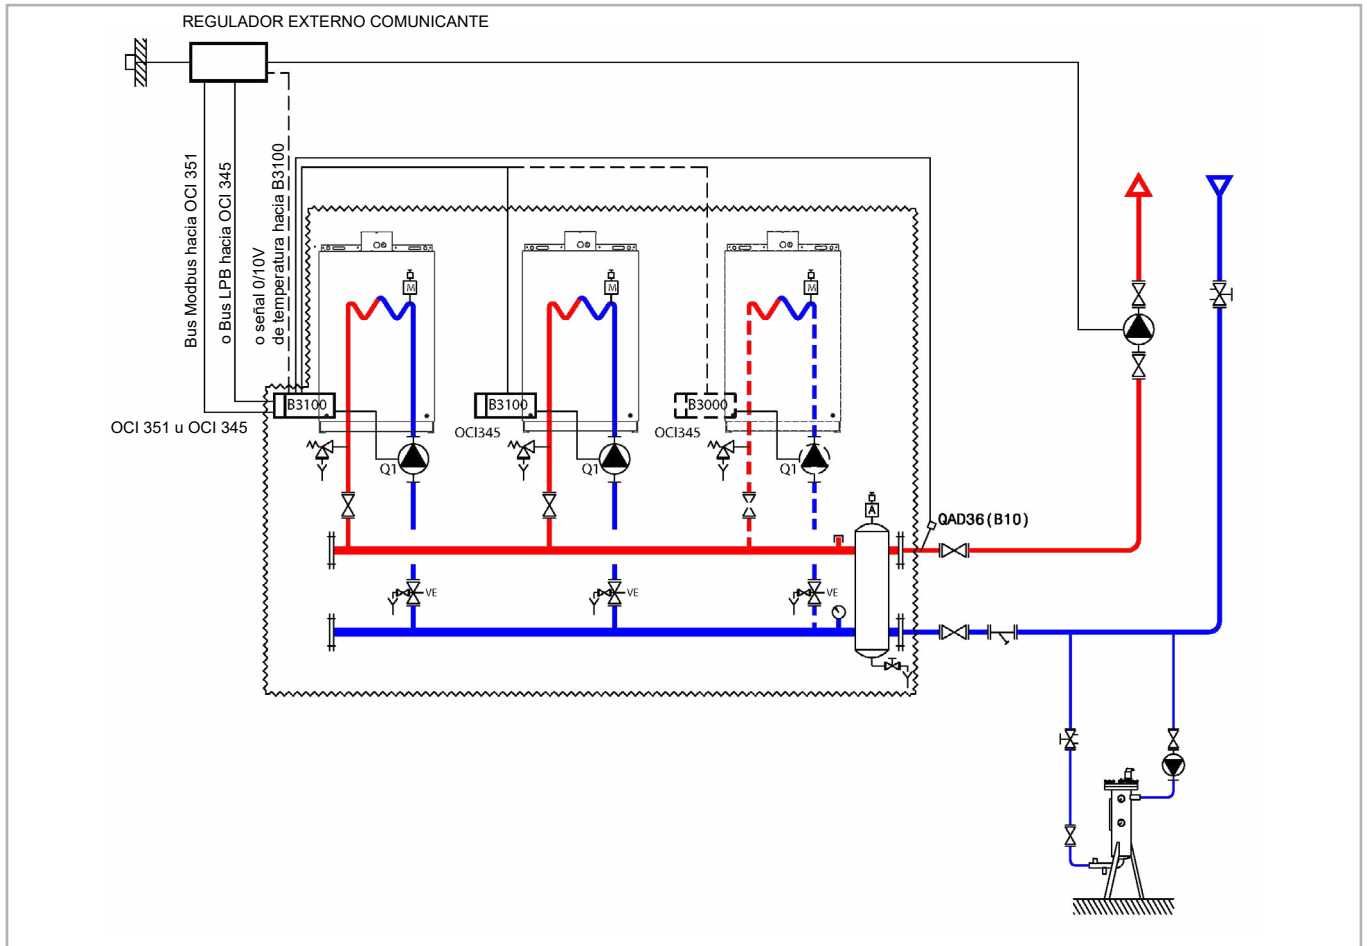 REGULADOR EXTERNO COMUNICANTE
Bus Modbus hacia OCI 351
o Bus LPB hacia OCI 345
o señal 0/10V
de temperatura hacia B3100
M
M
M
B3100
B3100
B3000
OCI 351 u OCI 345
OCI345
OCI345
Q1
Q1
Q1
A
QAD36(B10)
VE
VE
VE